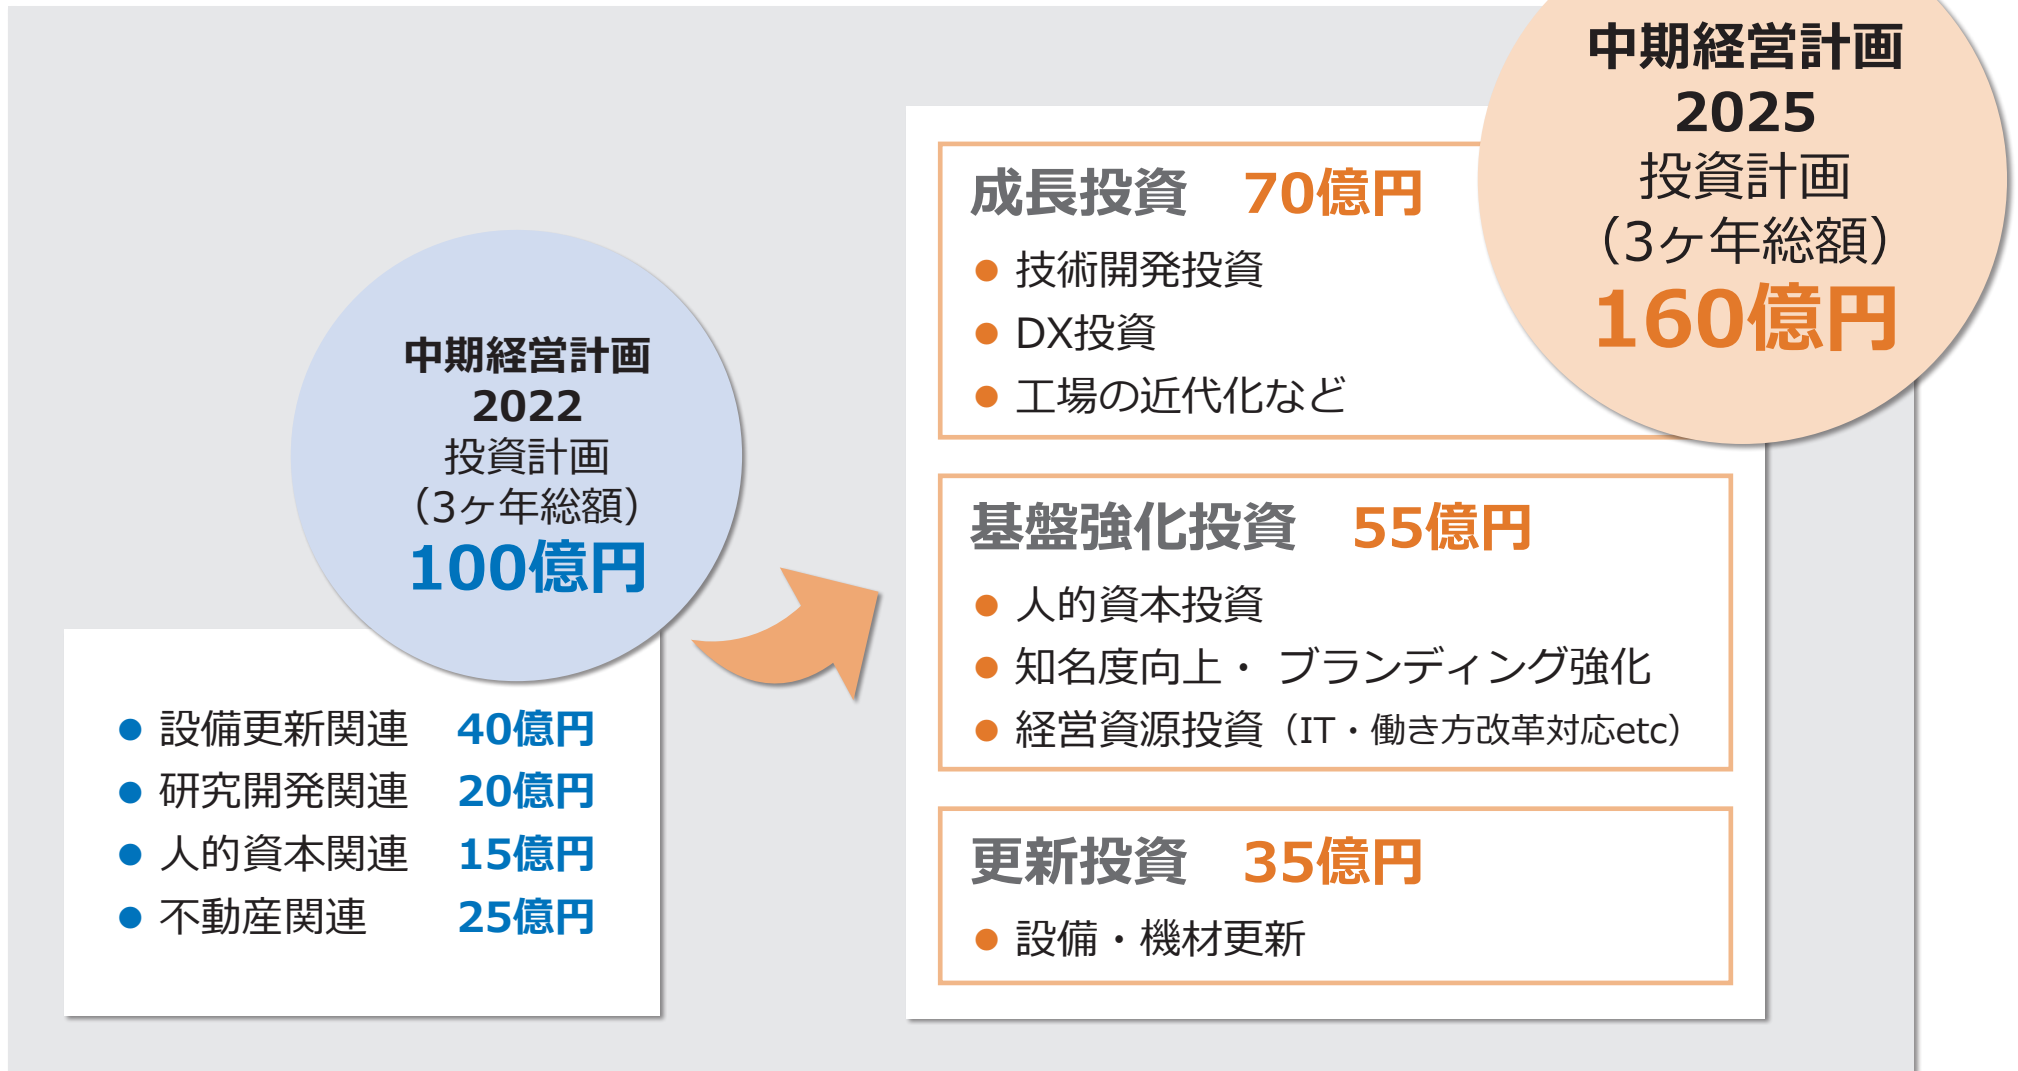 中期経営計画
2022
投資計画
（3ヶ年総額）
100億円
● 設備更新関連 40億円
● 研究開発関連 20億円
● 人的資本関連 15億円
● 不動産関連 25億円
中期経営計画
2025
投資計画
（3ヶ年総額）
160億円
成長投資 70億円
● 技術開発投資
● DX投資
● 工場の近代化など
基盤強化投資 55億円
● 人的資本投資
● 知名度向上・ ブランディング強化
● 経営資源投資（IT・働き方改革対応etc）
更新投資 35億円
● 設備・機材更新